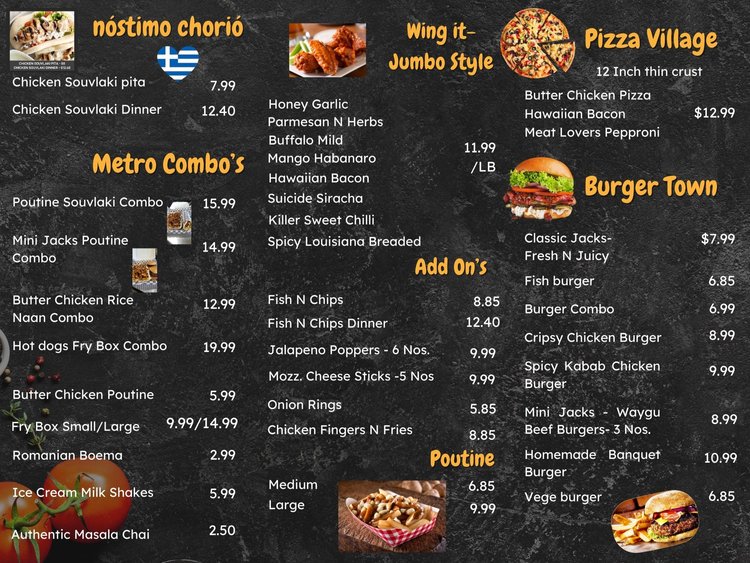 nóstimo chorió
CHICKEN SOUVLAKI PITA
CHICKEN SOUVLAKI DINNER
Chicken Souvlaki pita 7.99
Chicken Souvlaki Dinner 12.40
Metro Combo's
Poutine Souvlaki Combo 15.99
Mini Jacks Poutine
Combo 14.99
Butter Chicken Rice
Naan Combo 12.99
Hot dogs Fry Box Combo 19.99
Butter Chicken Poutine 5.99
Fry Box Small/Large 9.99/14.99
Romanian Boema 2.99
Ice Cream Milk Shakes 5.99
Authentic Masala Chai 2.50
Wing it-
Jumbo Style
Honey Garlic
Parmesan N Herbs
Buffalo Mild
Mango Habanaro
Hawaiian Bacon
Suicide Siracha
Killer Sweet Chilli
Spicy Louisiana Breaded
11.99
/LB
Add On's
Fish N Chips 8.85
Fish N Chips Dinner 12.40
Jalapeno Poppers - 6 Nos. 9.99
Mozz. Cheese Sticks -5 Nos 9.99
Onion Rings 5.85
Chicken Fingers N Fries 8.85
Poutine
Medium 6.85
Large 9.99
Pizza Village
12 Inch thin crust
Butter Chicken Pizza
Hawaiian Bacon
Meat Lovers Pepproni
$12.99
Burger Town
Classic Jacks- $7.99
Fresh N Juicy
Fish burger 6.85
Burger Combo 6.99
Cripsy Chicken Burger 8.99
Spicy Kabab Chicken
Burger 9.99
Mini Jacks - Waygu
Beef Burgers- 3 Nos. 8.99
Homemade Banquet
Burger 10.99
Vege burger 6.85